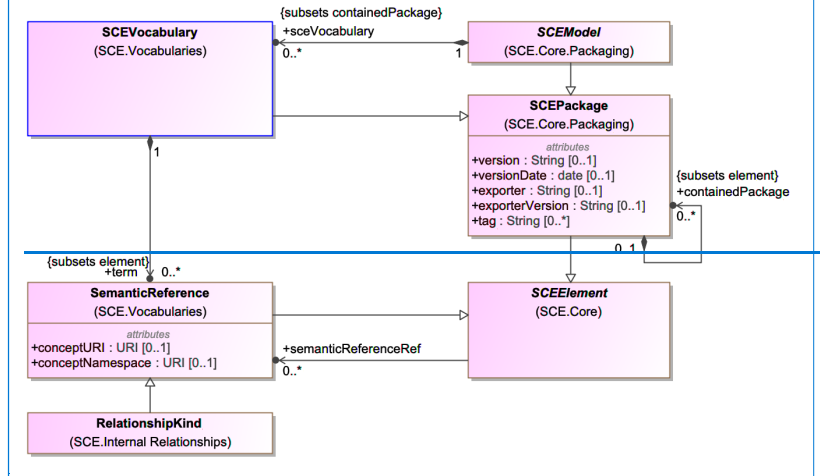 {subsets containedPackage}
SCEVocabulary
(SCE.Vocabularies)
+sceVocabulary
0..*
1
SCEModel
(SCE.Core.Packaging)
SCEPackage
(SCE.Core.Packaging)
attributes
+version : String [0..1]
+versionDate : date [0..1]
+exporter : String [0..1]
+exporterVersion : String [0..1]
+tag : String [0..*]
{subsets element}
+containedPackage
0..*
0..1
1
{subsets element}
+term
0..*
SemanticReference
(SCE.Vocabularies)
attributes
+conceptURI : URI [0..1]
+conceptNamespace : URI [0..1]
SCEElement
(SCE.Core)
+semanticReferenceRef
0..*
RelationshipKind
(SCE.Internal Relationships)